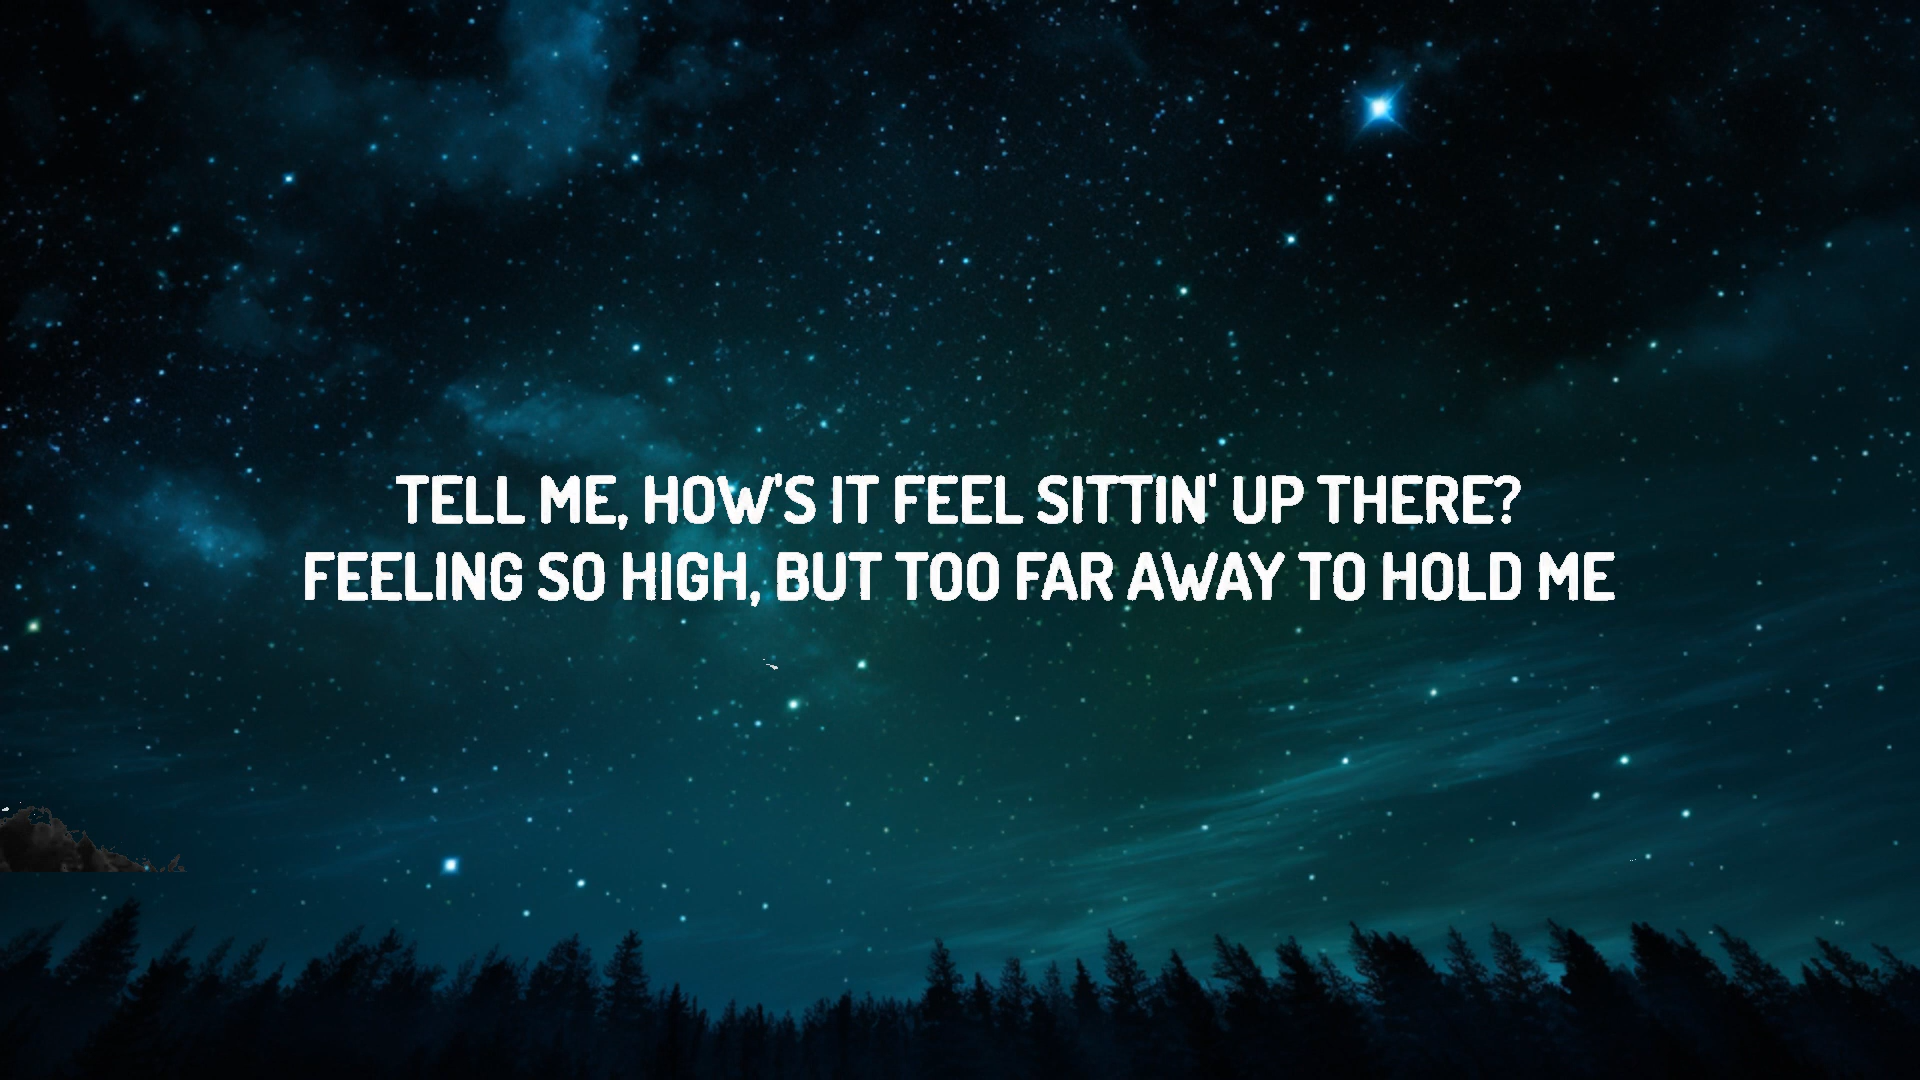 TELL ME, HOW'S IT FEEL SITTIN' UP THERE?
FEELING SO HIGH, BUT TOO FAR AWAY TO HOLD ME